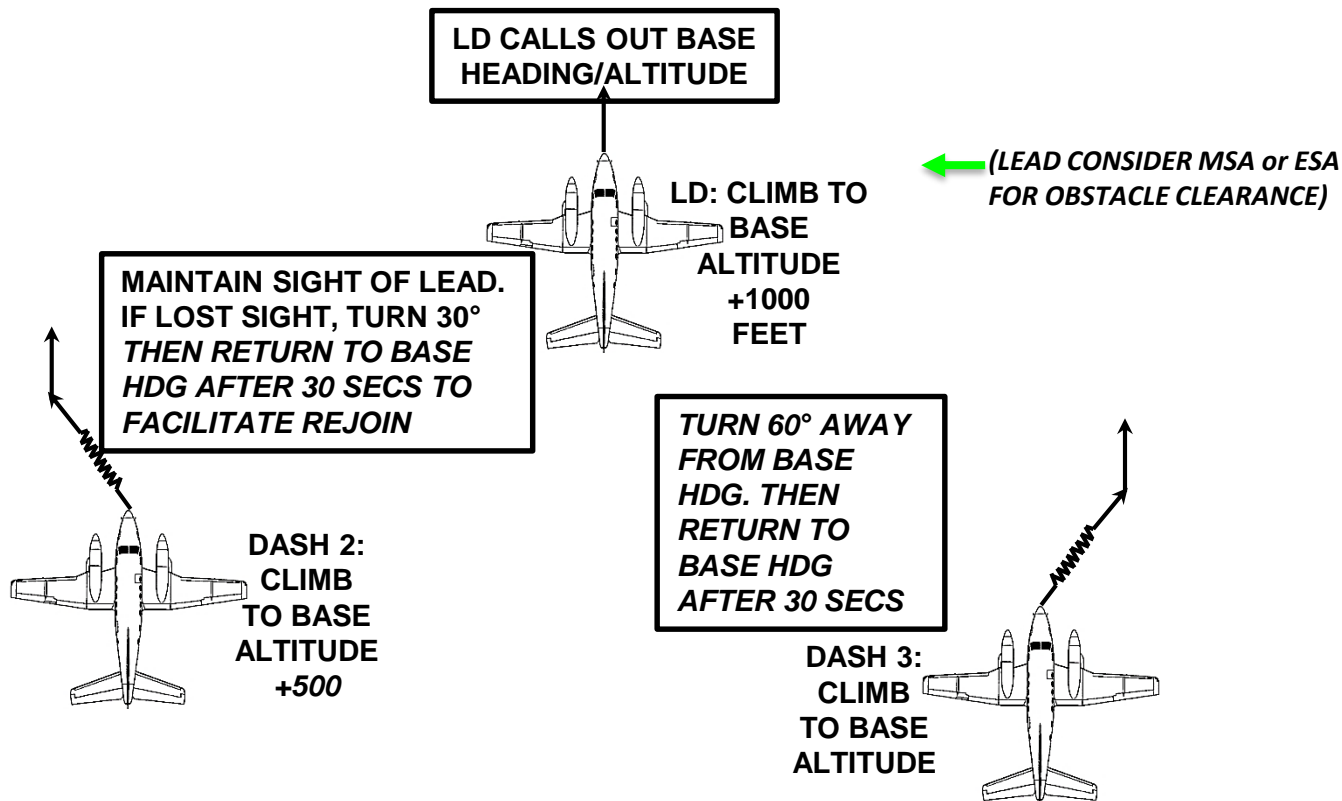 LD CALLS OUT BASE
HEADING/ALTITUDE
(LEAD CONSIDER MSA or ESA
FOR OBSTACLE CLEARANCE)
LD: CLIMB TO
BASE
ALTITUDE
+1000
FEET
MAINTAIN SIGHT OF LEAD.
IF LOST SIGHT, TURN 30°
THEN RETURN TO BASE
HDG AFTER 30 SECS TO
FACILITATE REJOIN
TURN 60° AWAY
FROM BASE
HDG. THEN
RETURN TO
BASE HDG
AFTER 30 SECS
DASH 2:
CLIMB
TO BASE
ALTITUDE
+500
DASH 3:
CLIMB
TO BASE
ALTITUDE